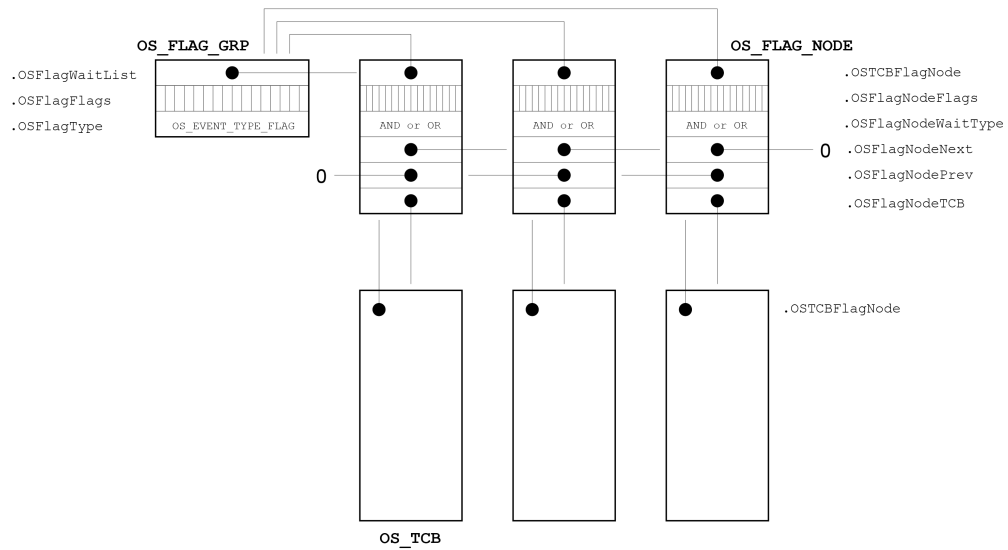 OS_FLAG_GRP
OS_FLAG_NODE
.OSFlagWaitList
.OSTCBFlagNode
.OSFlagFlags
.OSFlagNodeFlags
.OSFlagType
OS_EVENT_TYPE_FLAG
AND or OR
AND or OR
AND or OR
.OSFlagNodeWaitType
0
.OSFlagNodeNext
0
.OSFlagNodePrev
.OSFlagNodeTCB
.OSTCBFlagNode
OS_TCB